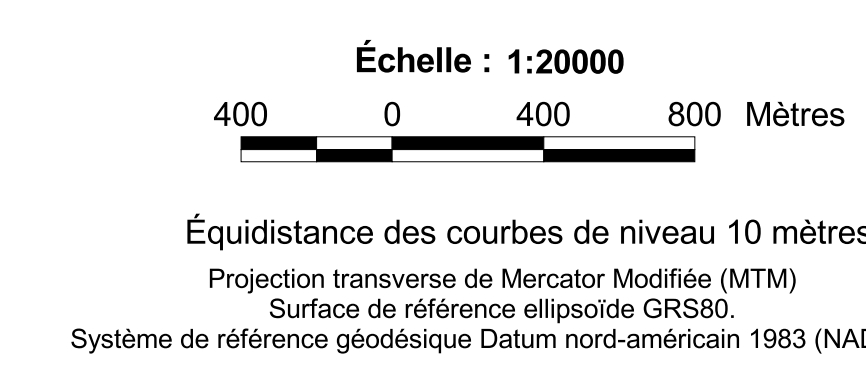 Échelle : 1:20000
400 0 400 800 Mètres
Équidistance des courbes de niveau 10 mètres
Projection transverse de Mercator Modifiée (MTM)
Surface de référence ellipsoïde GRS80.
Système de référence géodésique Datum nord-américain 1983 (NAD